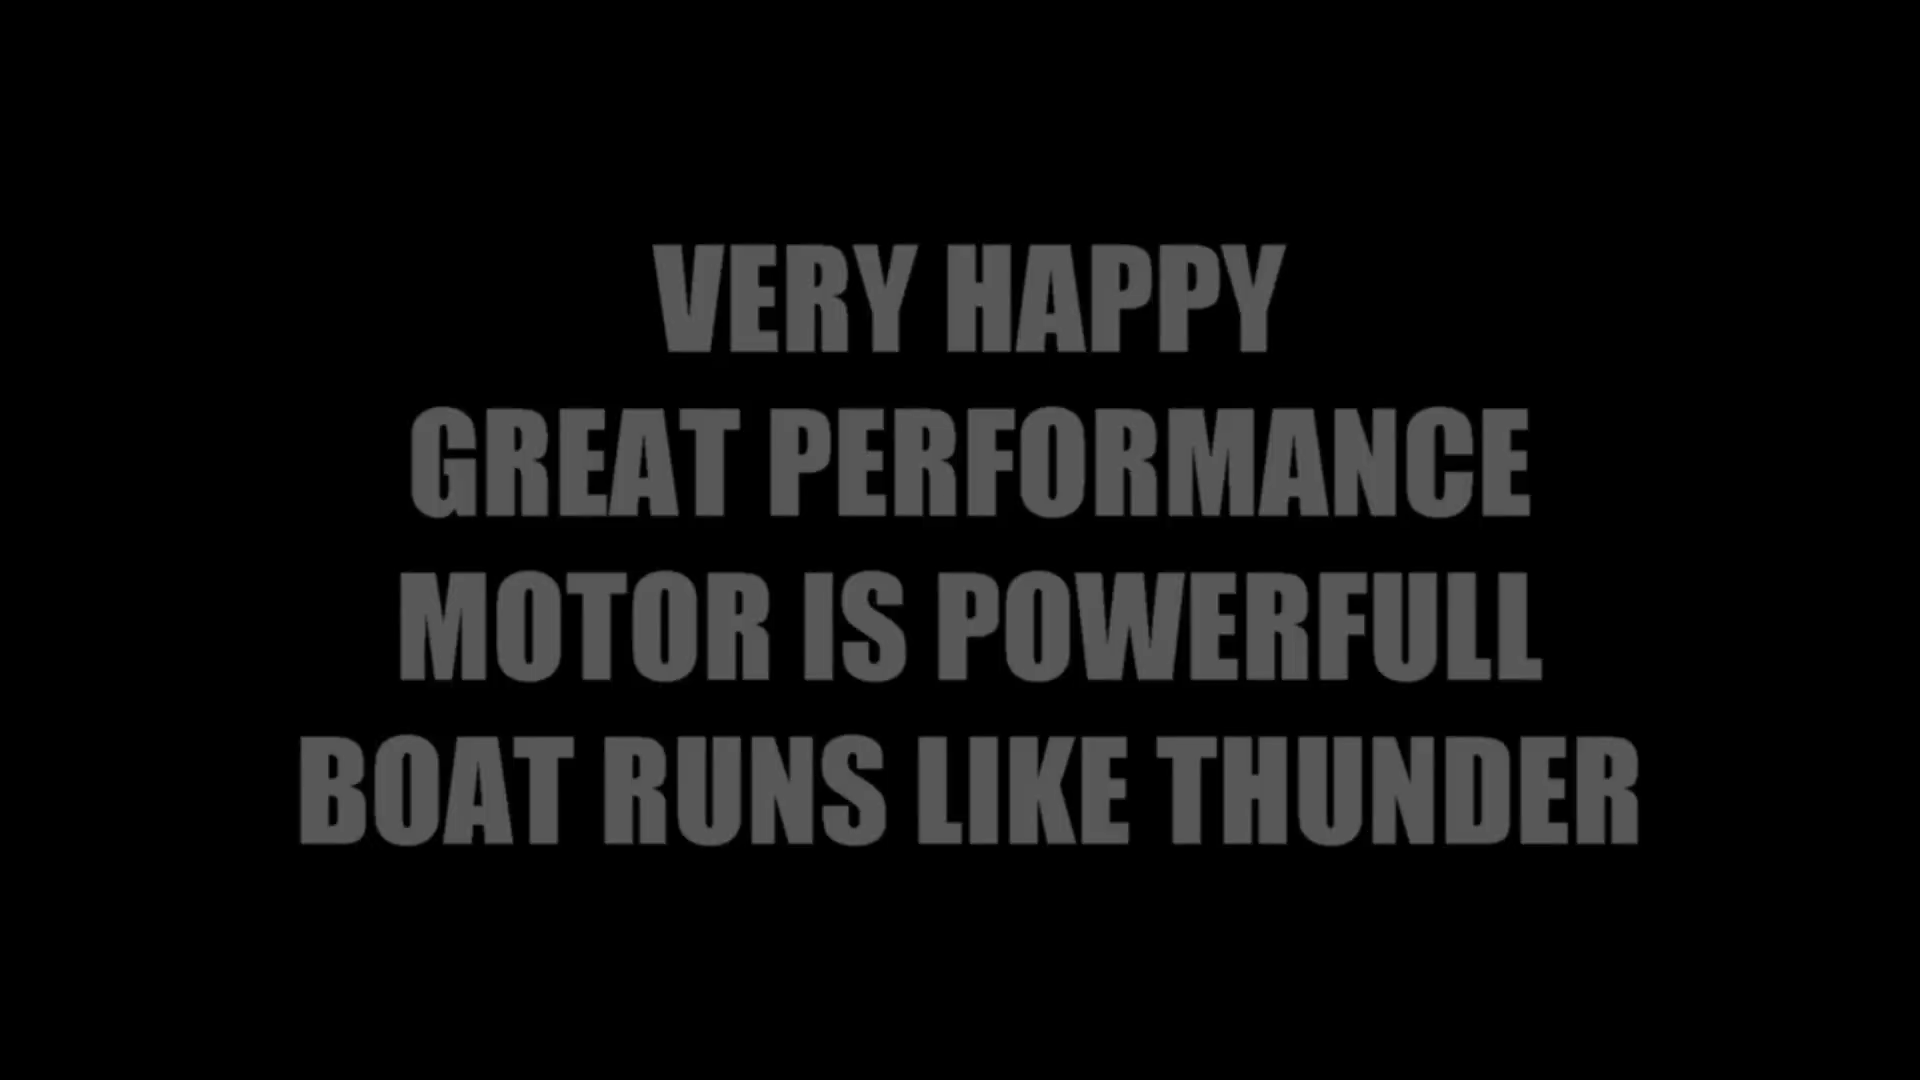 VERY HAPPY
GREAT PERFORMANCE
MOTOR IS POWERFULL
BOAT RUNS LIKE THUNDER